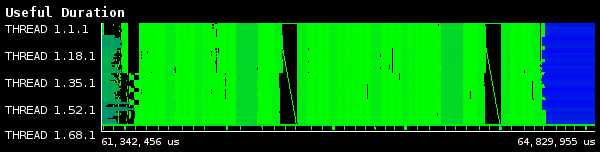 Useful Duration
THREAD 1.1.1
THREAD 1.18.1
THREAD 1.35.1
THREAD 1.52.1
THREAD 1.68.1
61,342,456 us 64,829,955 us